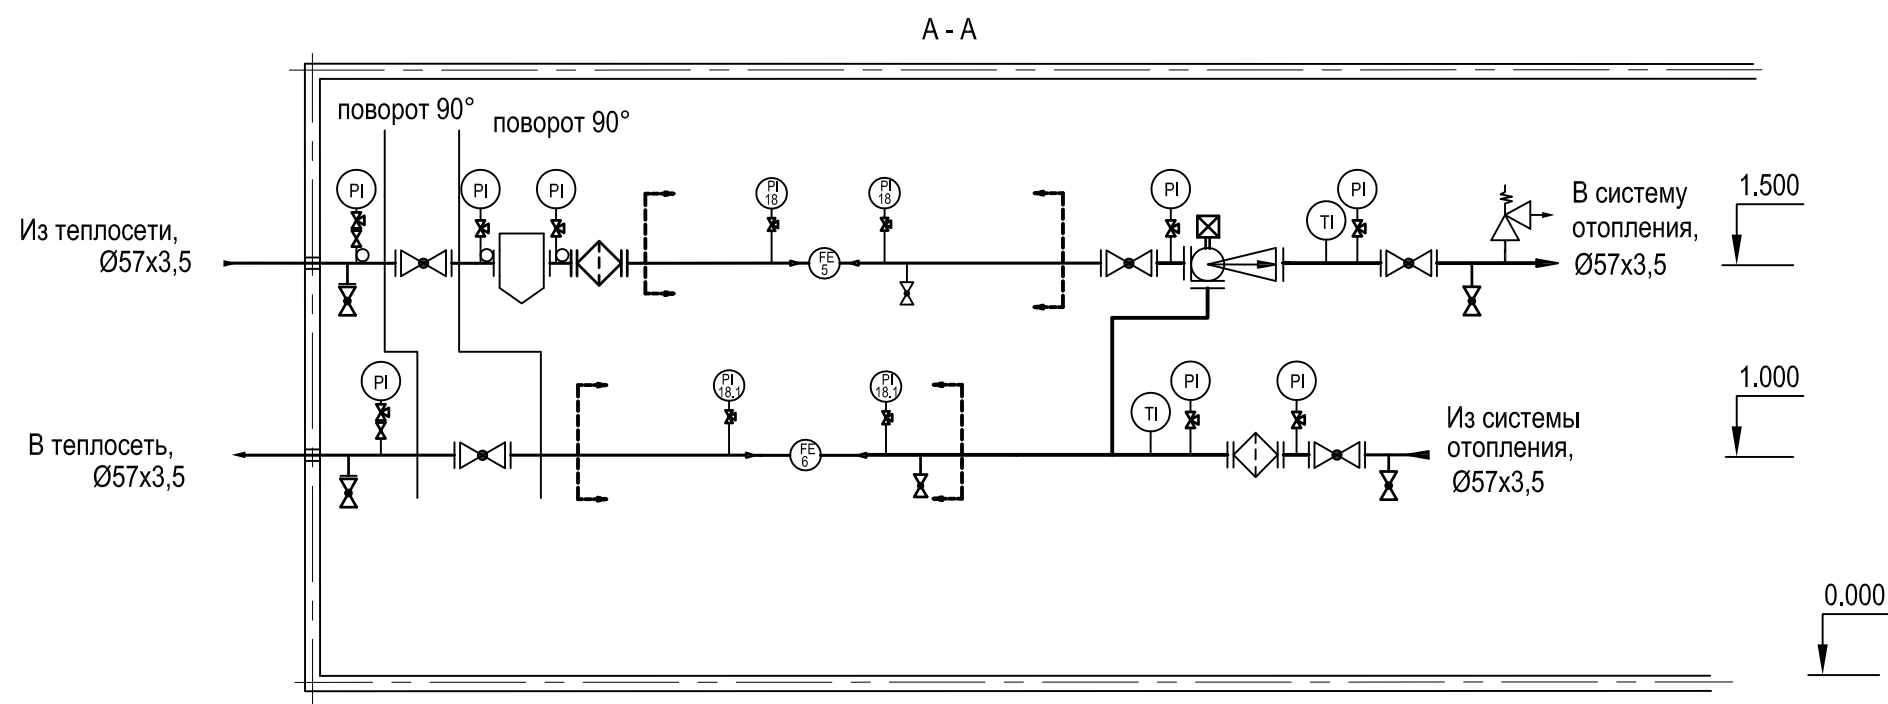 А - А
поворот 90°
поворот 90°
PI
PI
PI
PI
18
PI
18
PI
TI
PI
В систему
отопления,
Ø57х3,5
1.500
Из теплосети,
Ø57х3,5
FE
5
PI
PI
18.1
PI
18.1
TI
PI
PI
1.000
Из системы
отопления,
Ø57х3,5
В теплосеть,
Ø57х3,5
FE
6
0.000